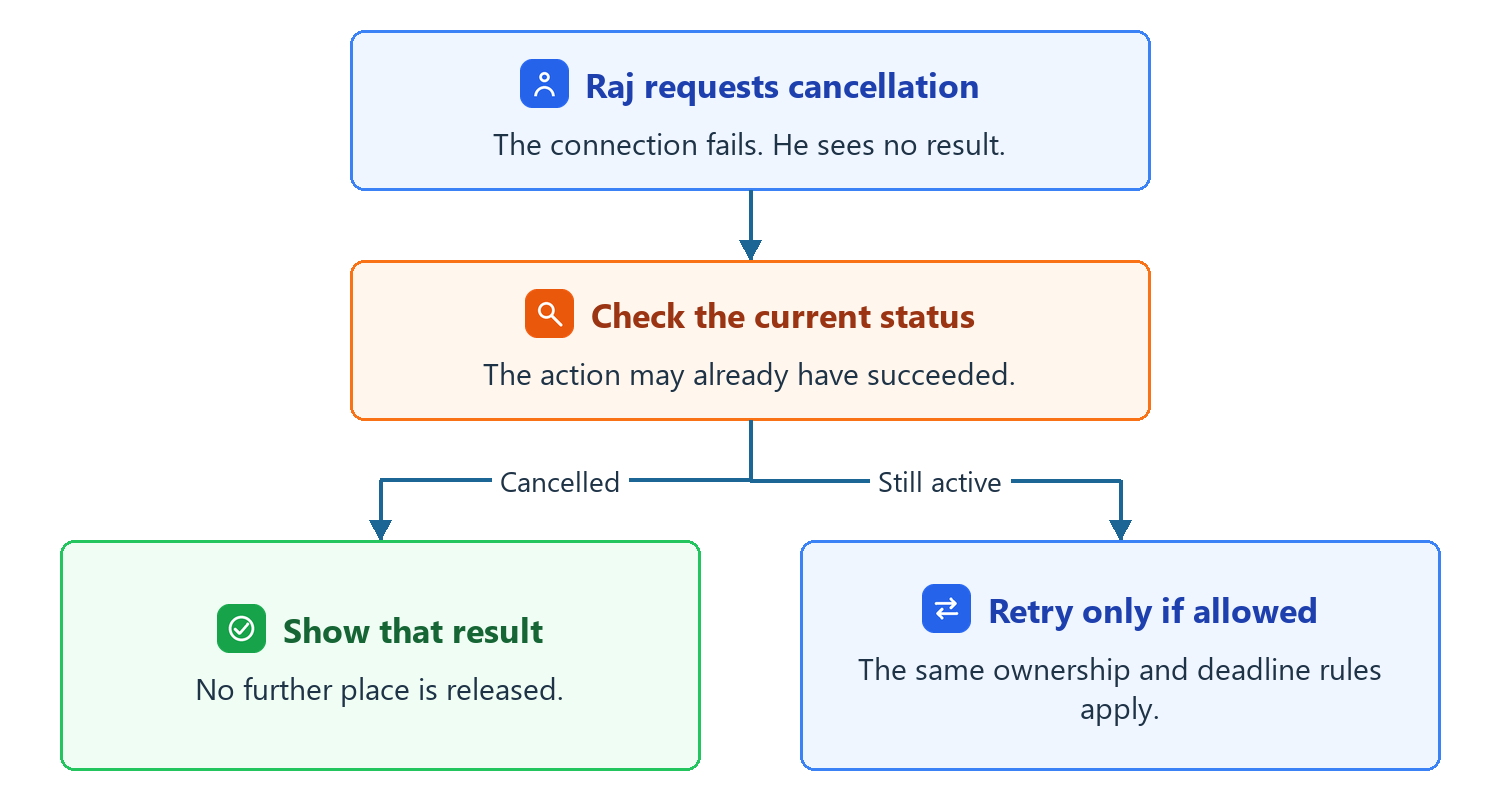 Raj requests cancellation
The connection fails. He sees no result.
Check the current status
The action may already have succeeded.
Cancelled
Still active
Show that result
No further place is released.
Retry only if allowed
The same ownership and deadline rules
apply.